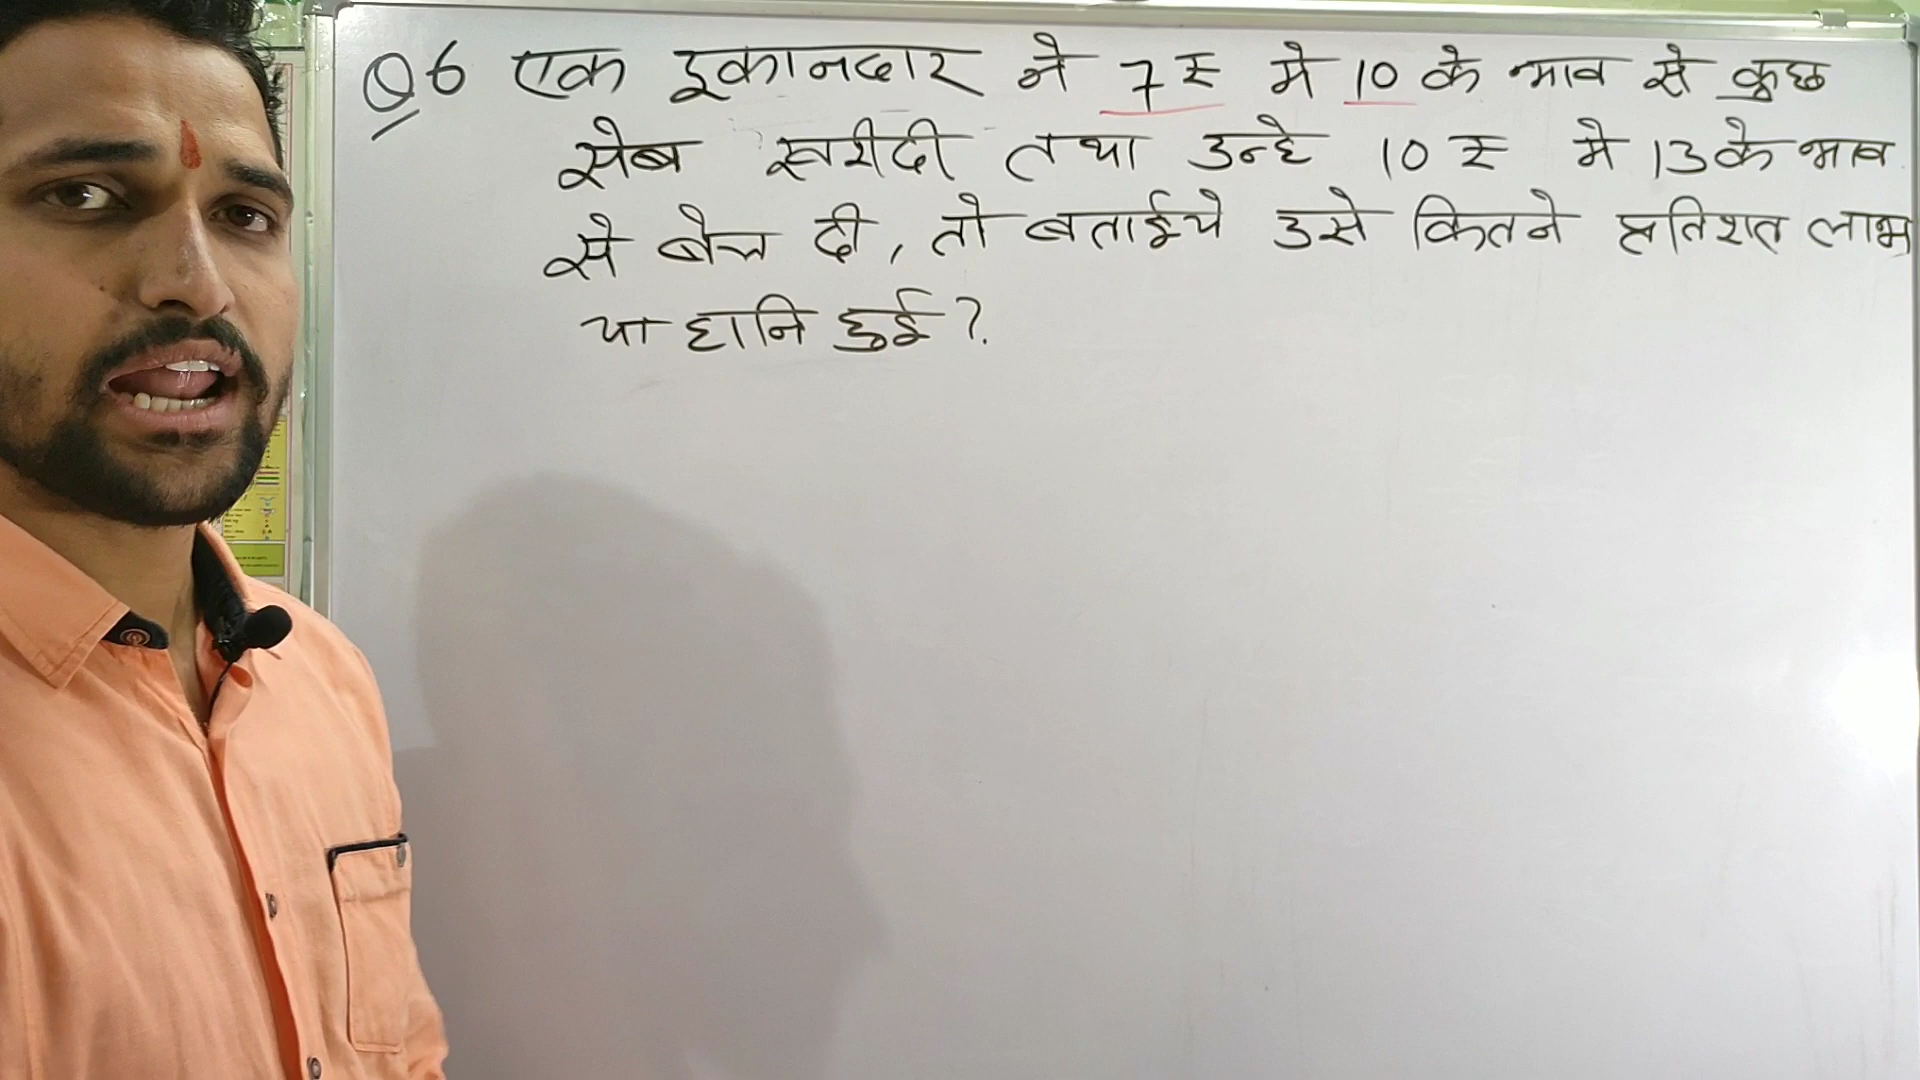 Q6 एक दुकानदार ने 7 रू मे 10 के भाव से कुछ
सेब खरीदी तथा उन्हे 10 रू मे 13 के भाव
से बेच दी, तो बताईये उसे कितने प्रतिशत लाभ
या हानि हुई?